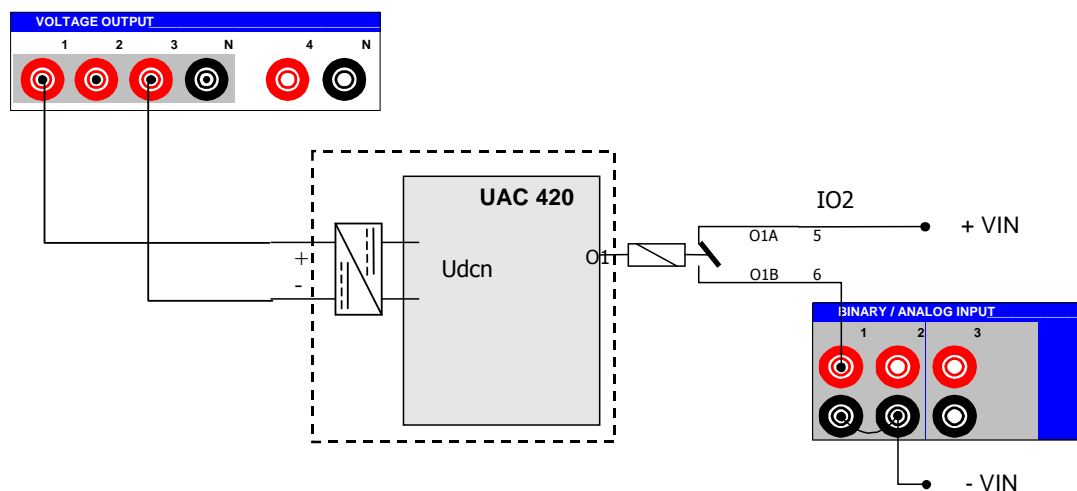 VOLTAGE OUTPUT
1 2 3 N 4 N
UAC 420
IO2
+ VIN
O1A 5
+
Udcn
O1
-
O1B 6
BINARY / ANALOG INPUT
1 2 3
- VIN